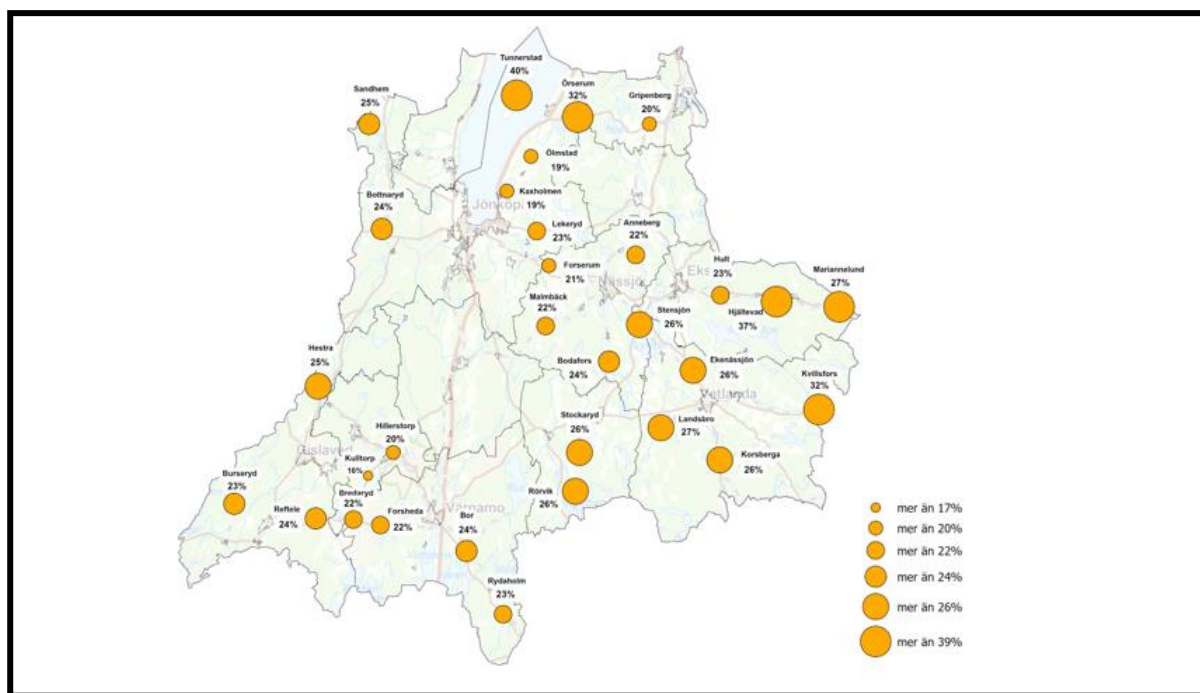 Tunnerstad
40%
Örserum
32%
Gripenberg
20%
Sandhem
25%
Ölmstad
19%
Kaxholmen
19%
Jönköp
Bottnaryd
24%
Lekeryd
23%
Anneberg
22%
Forserum
21%
Nässjö
Eks
Hult
23%
Mariannelund
27%
Hjältevad
37%
Malmbäck
22%
Stensjön
26%
Bodafors
24%
Ekenässjön
26%
Kvillsfors
32%
Vetlanda
Hestra
25%
Stockaryd
26%
Landsbro
27%
Korsberga
26%
Hillerstorp
20%
Gislaved
Kulltorp
16%
Burseryd
23%
Reftele
24%
Brederyd
22%
Forsheda
22%
Värnamo
Bor
24%
Rörvik
26%
Rydaholm
23%
mer än 17%
mer än 20%
mer än 22%
mer än 24%
mer än 26%
mer än 39%